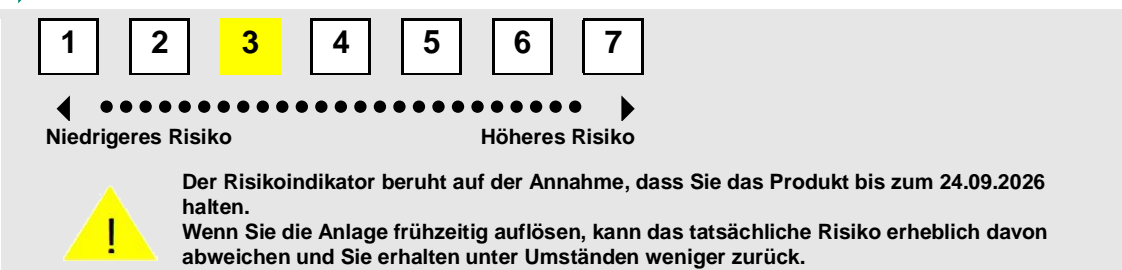 1 2 3 4 5 6 7
Niedrigeres Risiko Höheres Risiko
Der Risikoindikator beruht auf der Annahme, dass Sie das Produkt bis zum 24.09.2026
halten.
Wenn Sie die Anlage frühzeitig auflösen, kann das tatsächliche Risiko erheblich davon
abweichen und Sie erhalten unter Umständen weniger zurück.
!